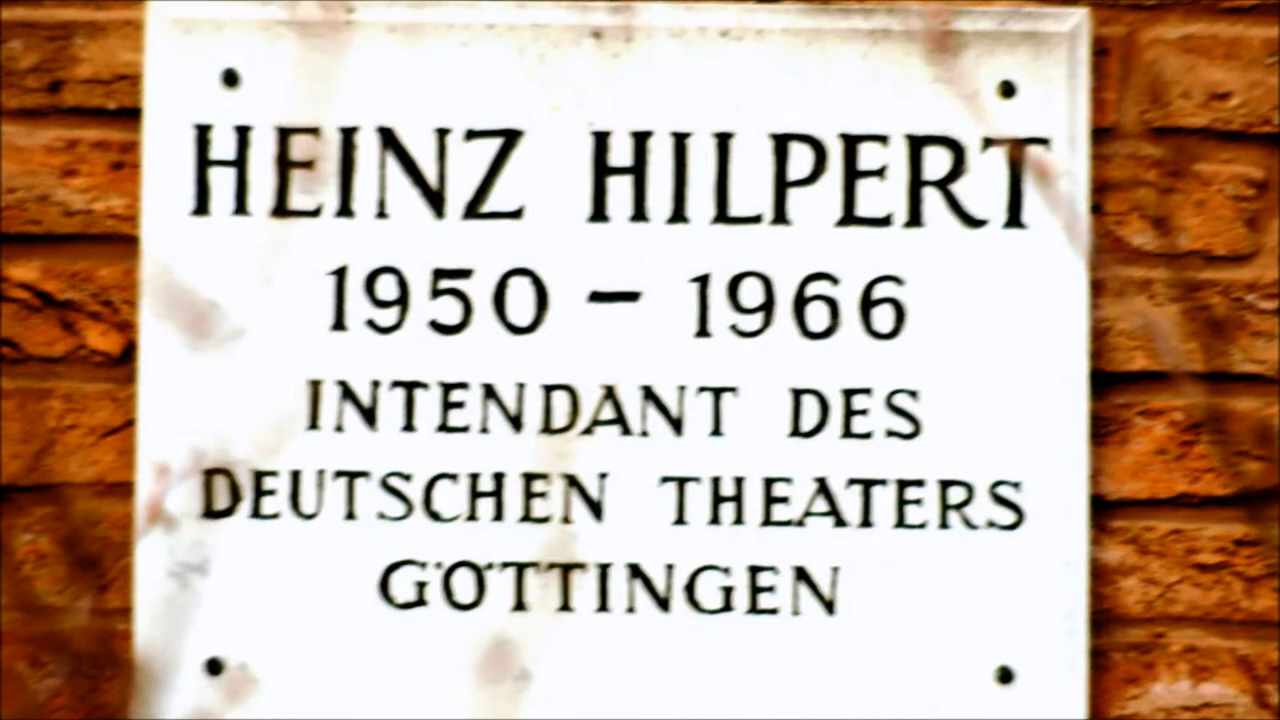 HEINZ HILPERT
1950 – 1966
INTENDANT DES
DEUTSCHEN THEATERS
GÖTTINGEN